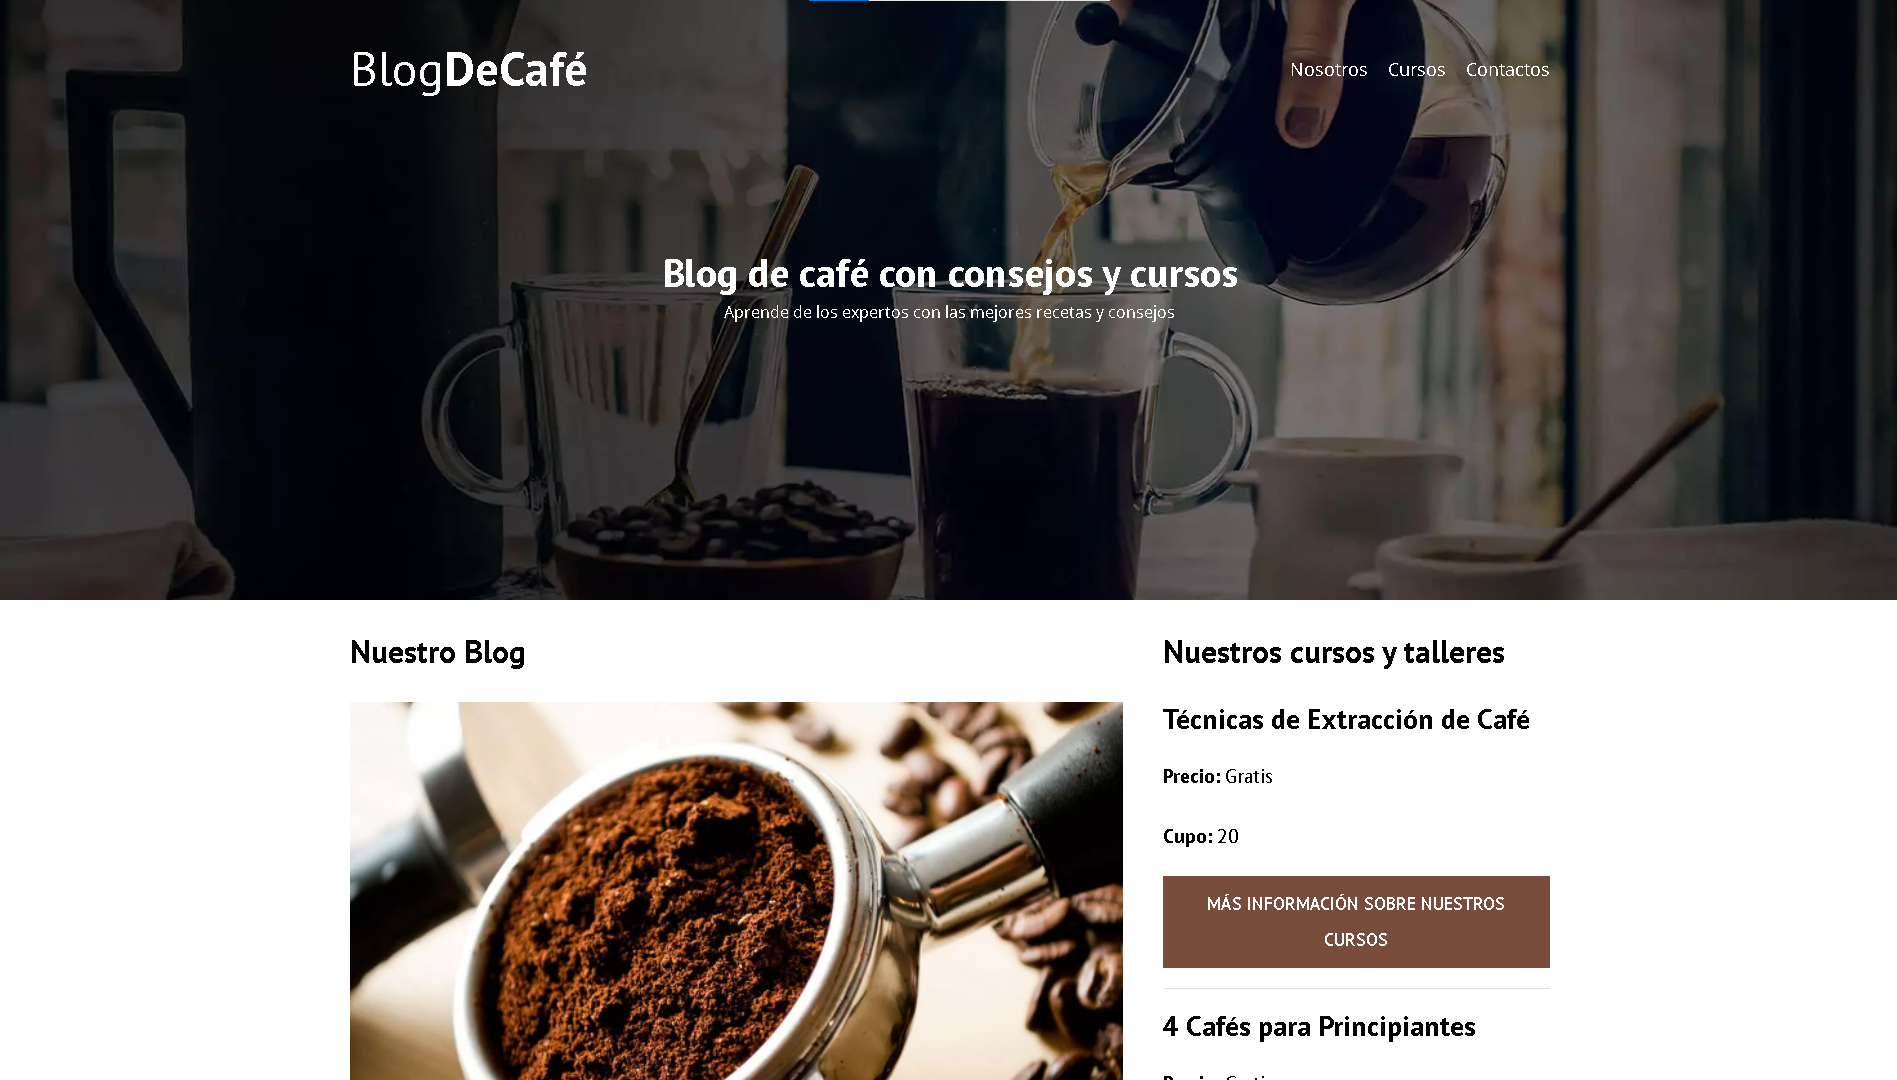 BlogDeCafé
Nosotros Cursos Contactos
Blog de café con consejos y cursos
Aprende de los expertos con las mejores recetas y consejos
Nuestro Blog
Nuestros cursos y talleres
Técnicas de Extracción de Café
Precio: Gratis
Cupo: 20
MÁS INFORMACIÓN SOBRE NUESTROS
CURSOS
4 Cafés para Principiantes